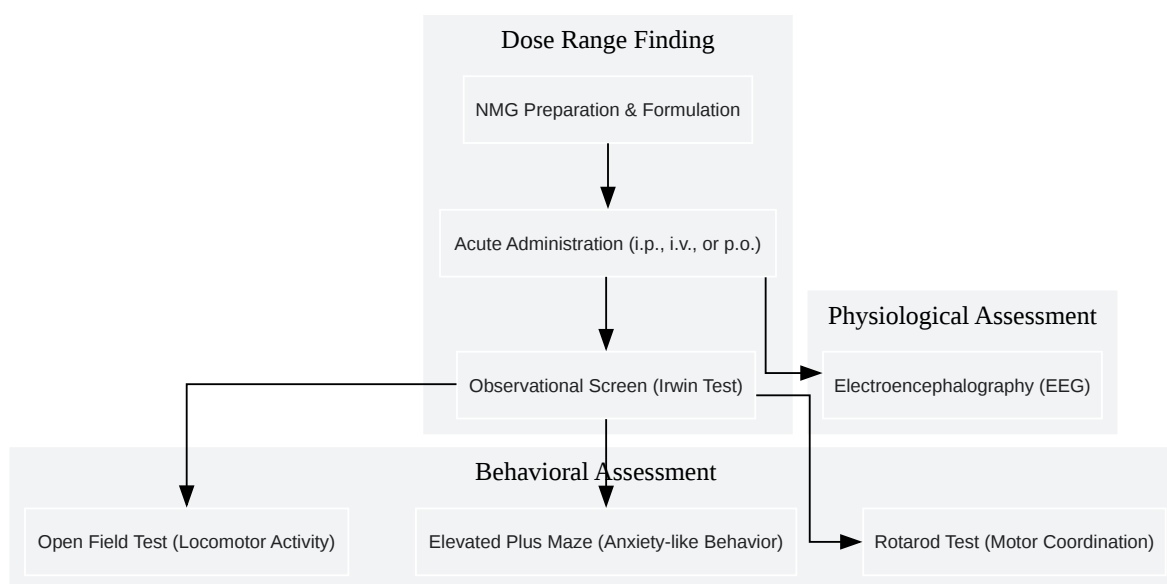 Dose Range Finding
NMG Preparation & Formulation
Acute Administration (i.p., i.v., or p.o.)
Physiological Assessment
Observational Screen (Irwin Test)
Electroencephalography (EEG)
Behavioral Assessment
Open Field Test (Locomotor Activity)
Elevated Plus Maze (Anxiety-like Behavior)
Rotarod Test (Motor Coordination)